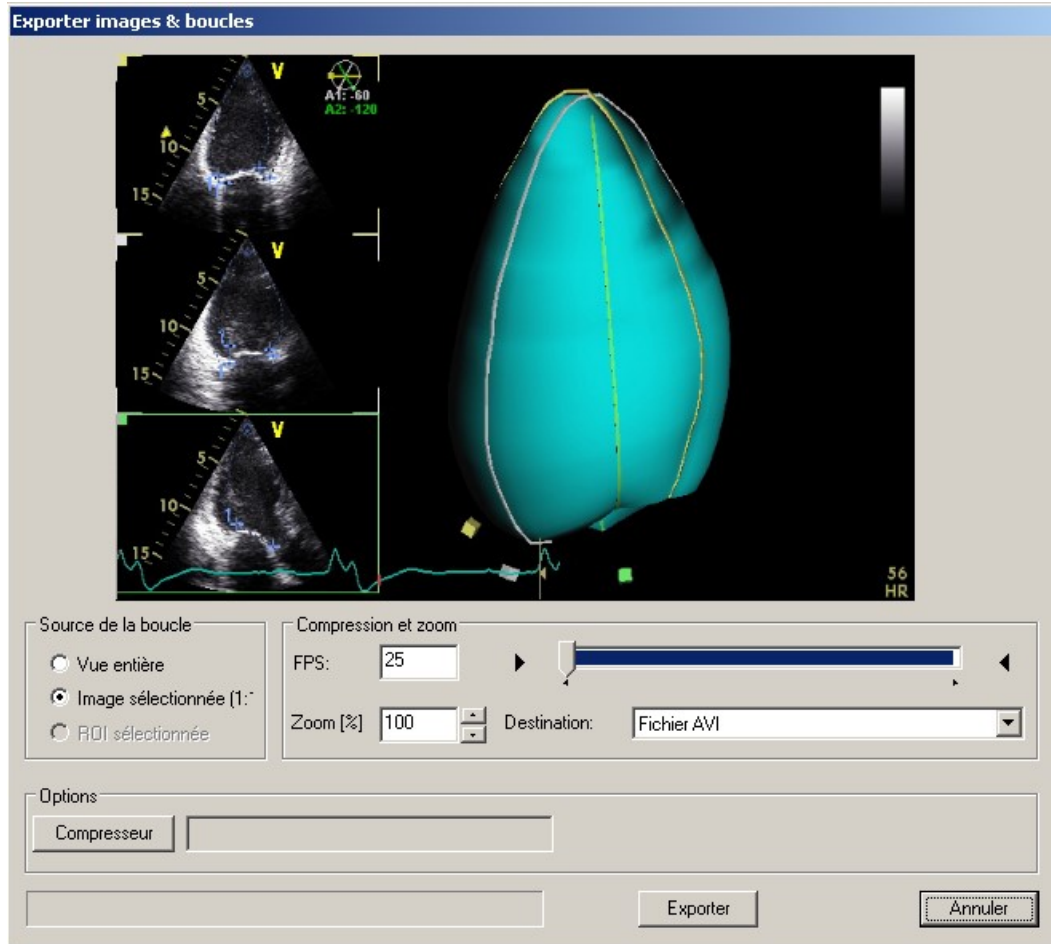 Exporter images & boucles
V
A1: -60
A2: -120
5
10
15
V
5
10
15
V
5
10
1
15
56
HR
Source de la boucle
Vue entière
Image sélectionnée (1:
ROI sélectionnée
Compression et zoom
FPS:
25
Zoom [%]
100
Destination:
Fichier AVI
Options
Compresseur
Exporter
Annuler